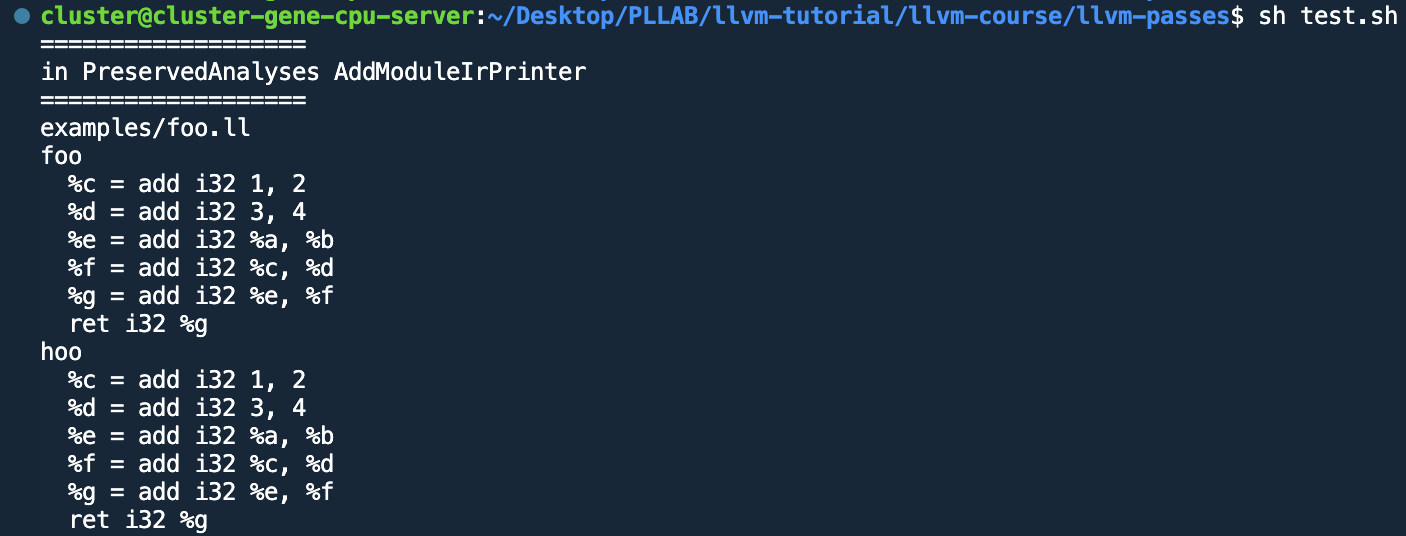 cluster@cluster-gene-cpu-server:~/Desktop/PLLAB/llvm-tutorial/llvm-course/llvm-passes$ sh test.sh
===================
in PreservedAnalyses AddModuleIrPrinter
===================
examples/foo.ll
foo
  %c = add i32 1, 2
  %d = add i32 3, 4
  %e = add i32 %a, %b
  %f = add i32 %c, %d
  %g = add i32 %e, %f
  ret i32 %g
hoo
  %c = add i32 1, 2
  %d = add i32 3, 4
  %e = add i32 %a, %b
  %f = add i32 %c, %d
  %g = add i32 %e, %f
  ret i32 %g